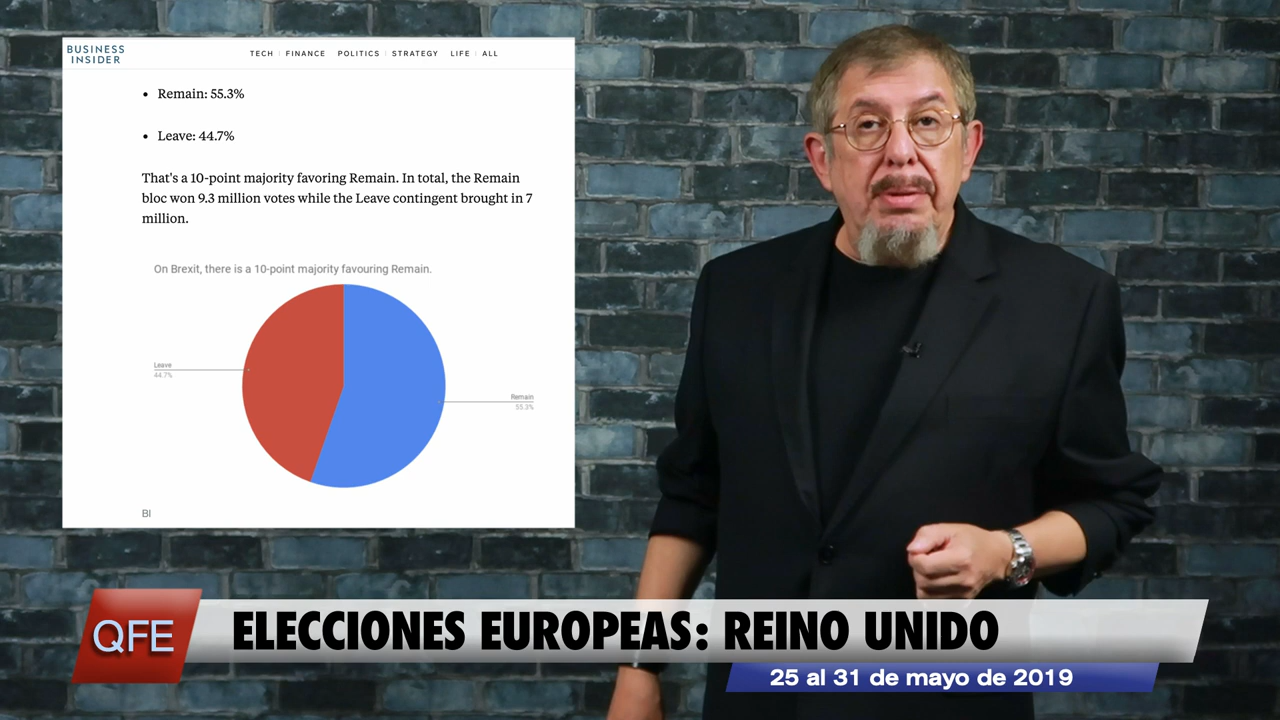 BUSINESS
INSIDER
TECH FINANCE POLITICS STRATEGY LIFE ALL
• Remain: 55.3%
• Leave: 44.7%
That's a 10-point majority favoring Remain. In total, the Remain
bloc won 9.3 million votes while the Leave contingent brought in 7
million.
On Brexit, there is a 10-point majority favouring Remain.
Leave
44.7%
Remain
55.3%
BI
QFE
ELECCIONES EUROPEAS: REINO UNIDO
25 al 31 de mayo de 2019